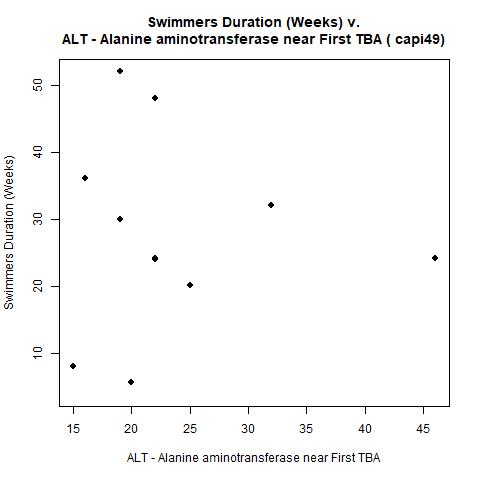 Swimmers Duration (Weeks) v.
ALT - Alanine aminotransferase near First TBA ( capi49)
Swimmers Duration (Weeks)
50
40
30
20
10
15 20 25 30 35 40 45
ALT - Alanine aminotransferase near First TBA